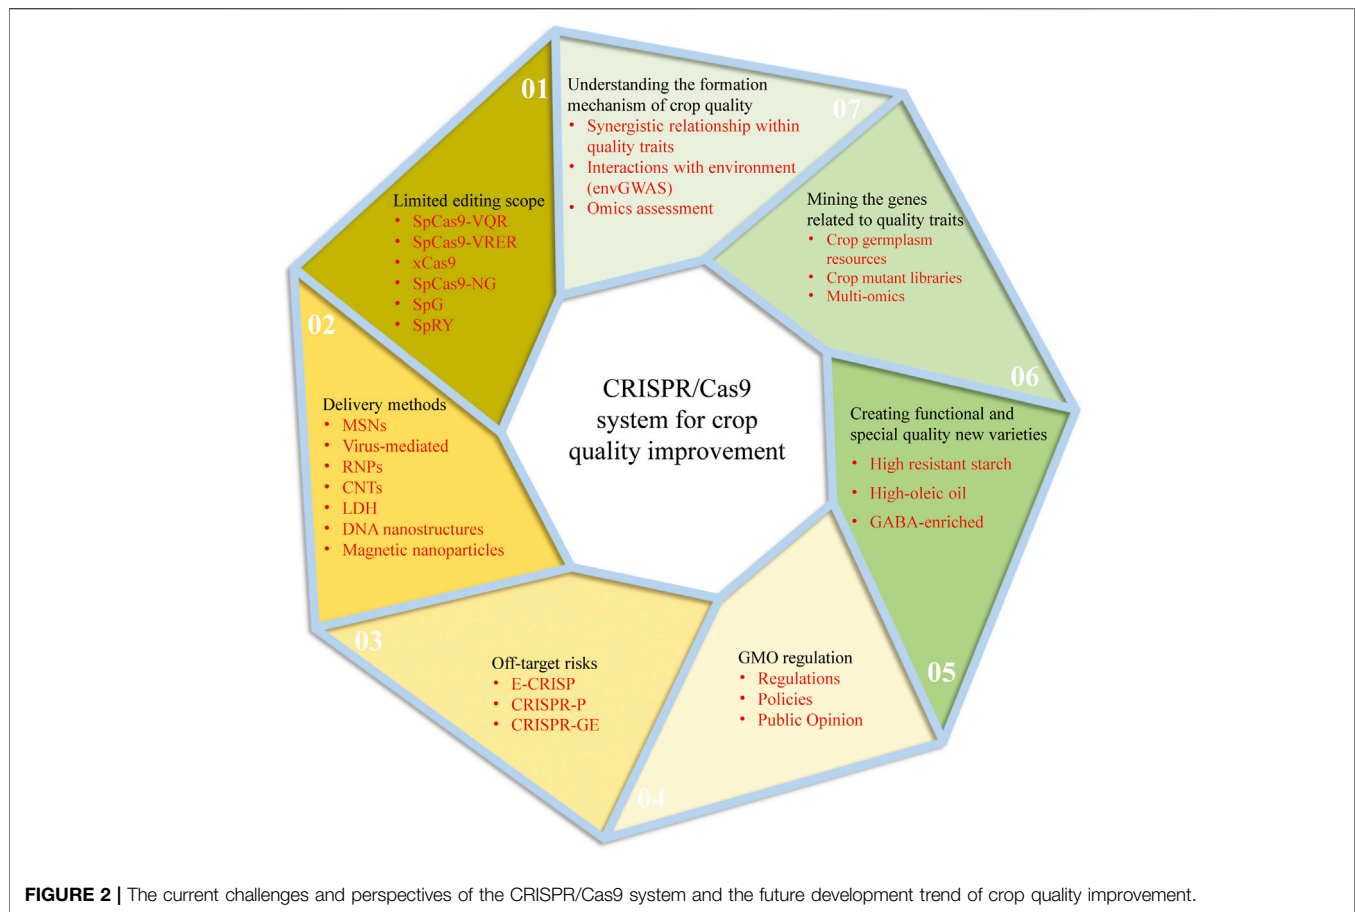 01
Limited editing scope
• SpCas9-VQR
• SpCas9-VRER
• xCas9
• SpCas9-NG
• SpG
• SpRY
02
Delivery methods
• MSNs
• Virus-mediated
• RNPs
• CNTs
• LDH
• DNA nanostructures
• Magnetic nanoparticles
03
Off-target risks
• E-CRISP
• CRISPR-P
• CRISPR-GE
04
GMO regulation
• Regulations
• Policies
• Public Opinion
05
Creating functional and
special quality new varieties
• High resistant starch
• High-oleic oil
• GABA-enriched
06
Mining the genes
related to quality traits
• Crop germplasm
resources
• Crop mutant libraries
• Multi-omics
07
Understanding the formation
mechanism of crop quality
• Synergistic relationship within
quality traits
• Interactions with environment
(envGWAS)
• Omics assessment
CRISPR/Cas9
system for crop
quality improvement
FIGURE 2 | The current challenges and perspectives of the CRISPR/Cas9 system and the future development trend of crop quality improvement.